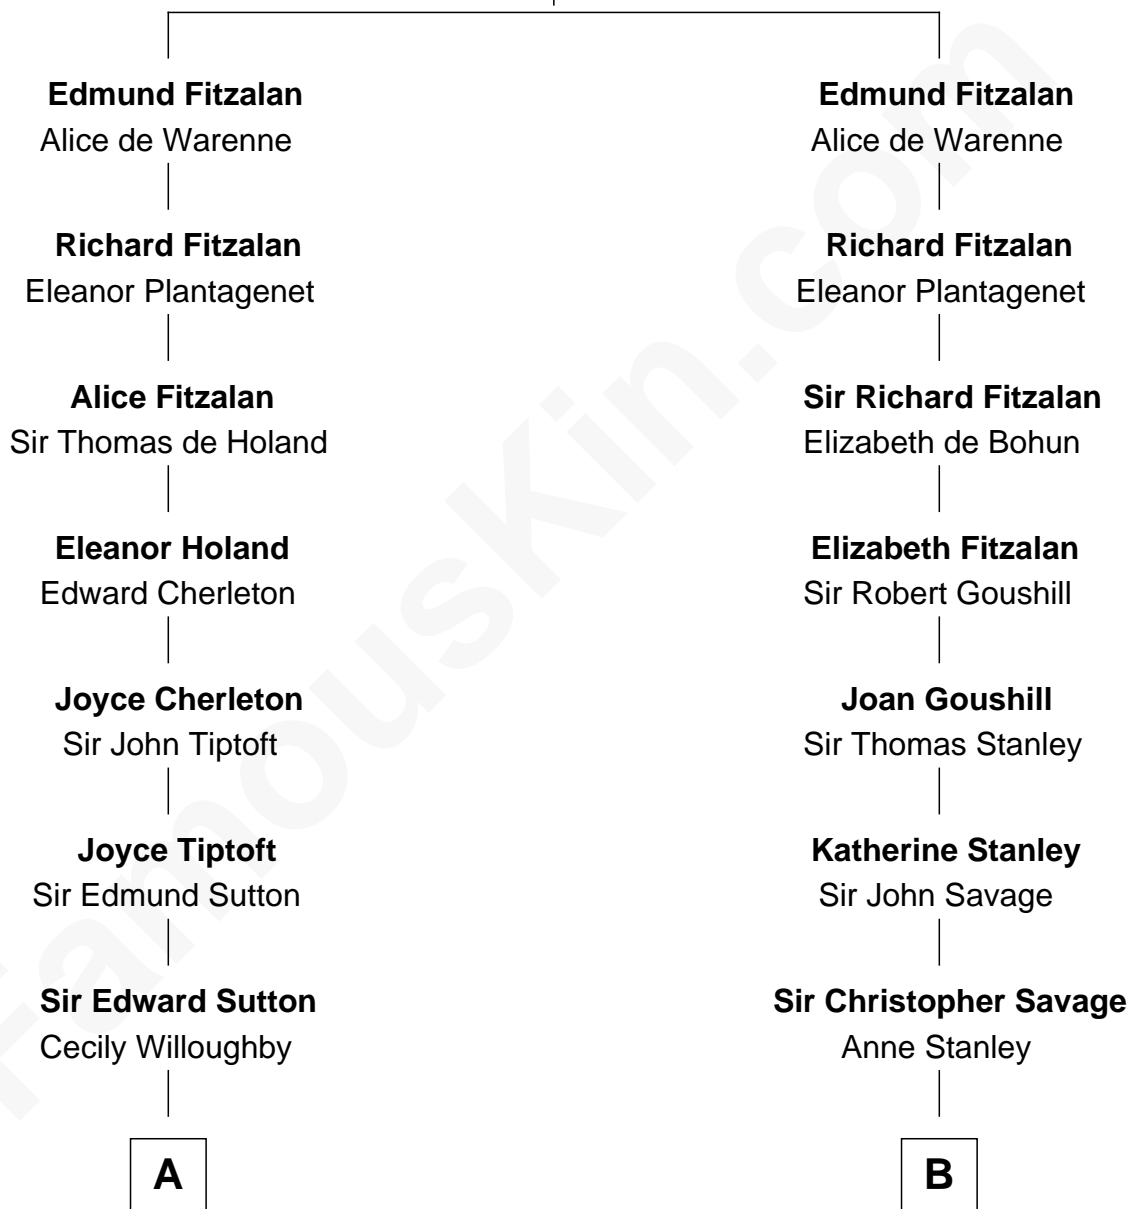 Edmund Fitzalan
Alice de Warenne
Richard Fitzalan
Eleanor Plantagenet
Alice Fitzalan
Sir Thomas de Holand
Eleanor Holand
Edward Cherleton
Joyce Cherleton
Sir John Tiptoft
Joyce Tiptoft
Sir Edmund Sutton
Sir Edward Sutton
Cecily Willoughby
A
Edmund Fitzalan
Alice de Warenne
Richard Fitzalan
Eleanor Plantagenet
Sir Richard Fitzalan
Elizabeth de Bohun
Elizabeth Fitzalan
Sir Robert Goushill
Joan Goushill
Sir Thomas Stanley
Katherine Stanley
Sir John Savage
Sir Christopher Savage
Anne Stanley
B
FamousKin.com